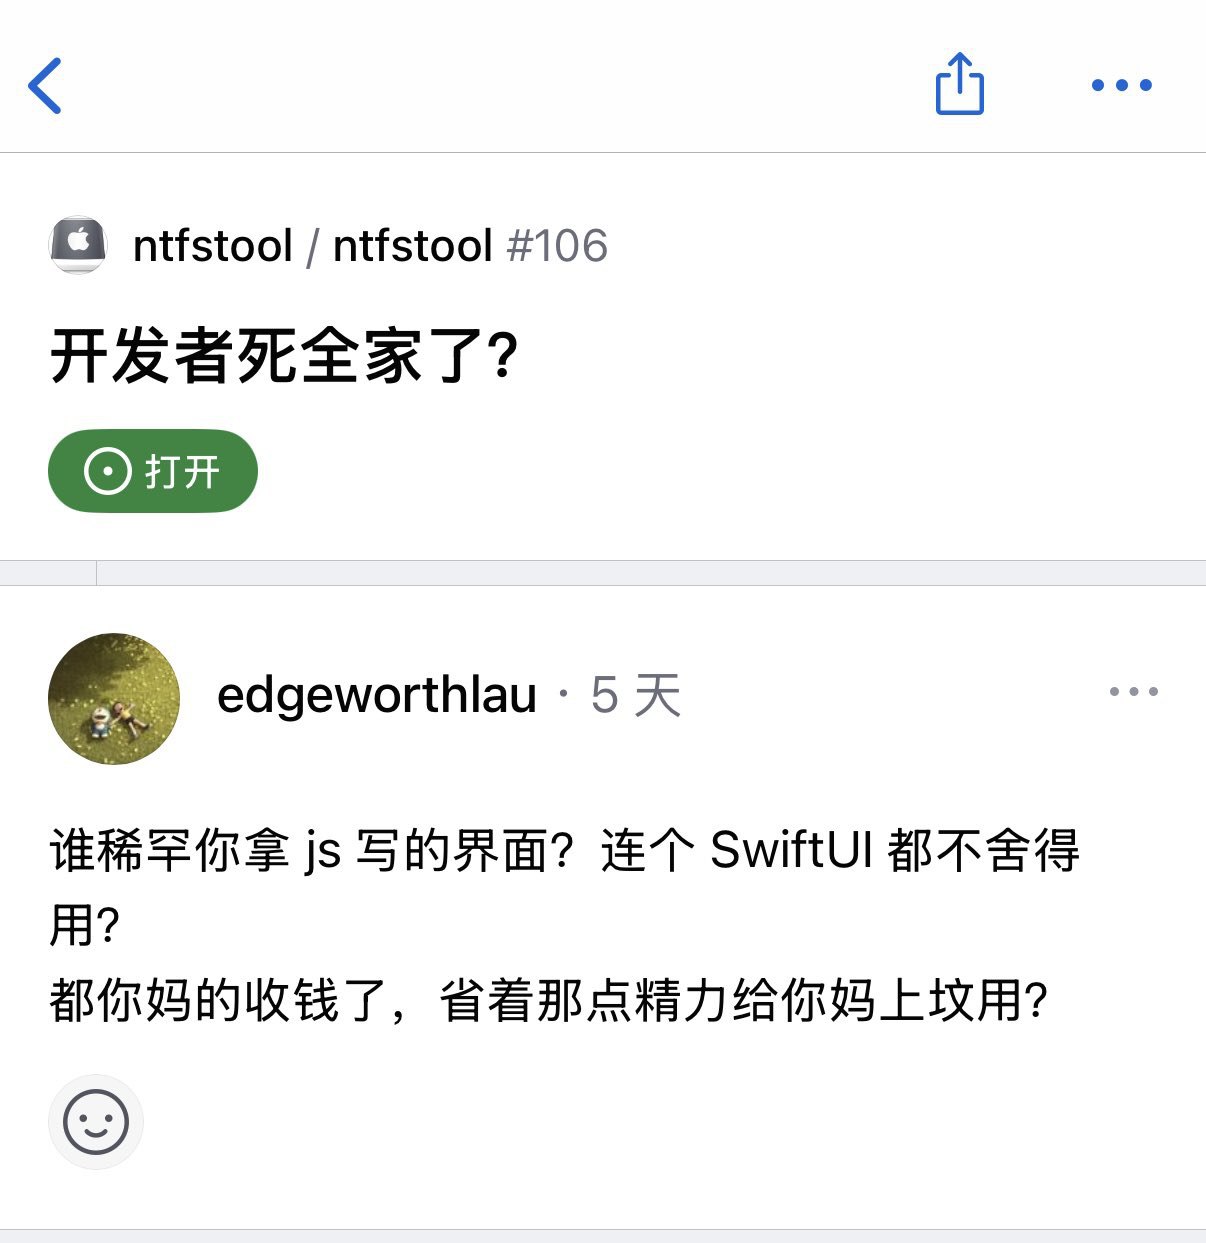 ntfstool / ntfstool #106
开发者死全家了？
打开
edgeworthlau · 5 天
谁稀罕你拿 js 写的界面？连个 SwiftUI 都不舍得
用？
都你妈的收钱了，省着那点精力给你妈上坟用？